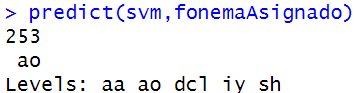 > predict(svm,fonemaAsignado)
253
 ao
Levels: aa ao dcl iy sh